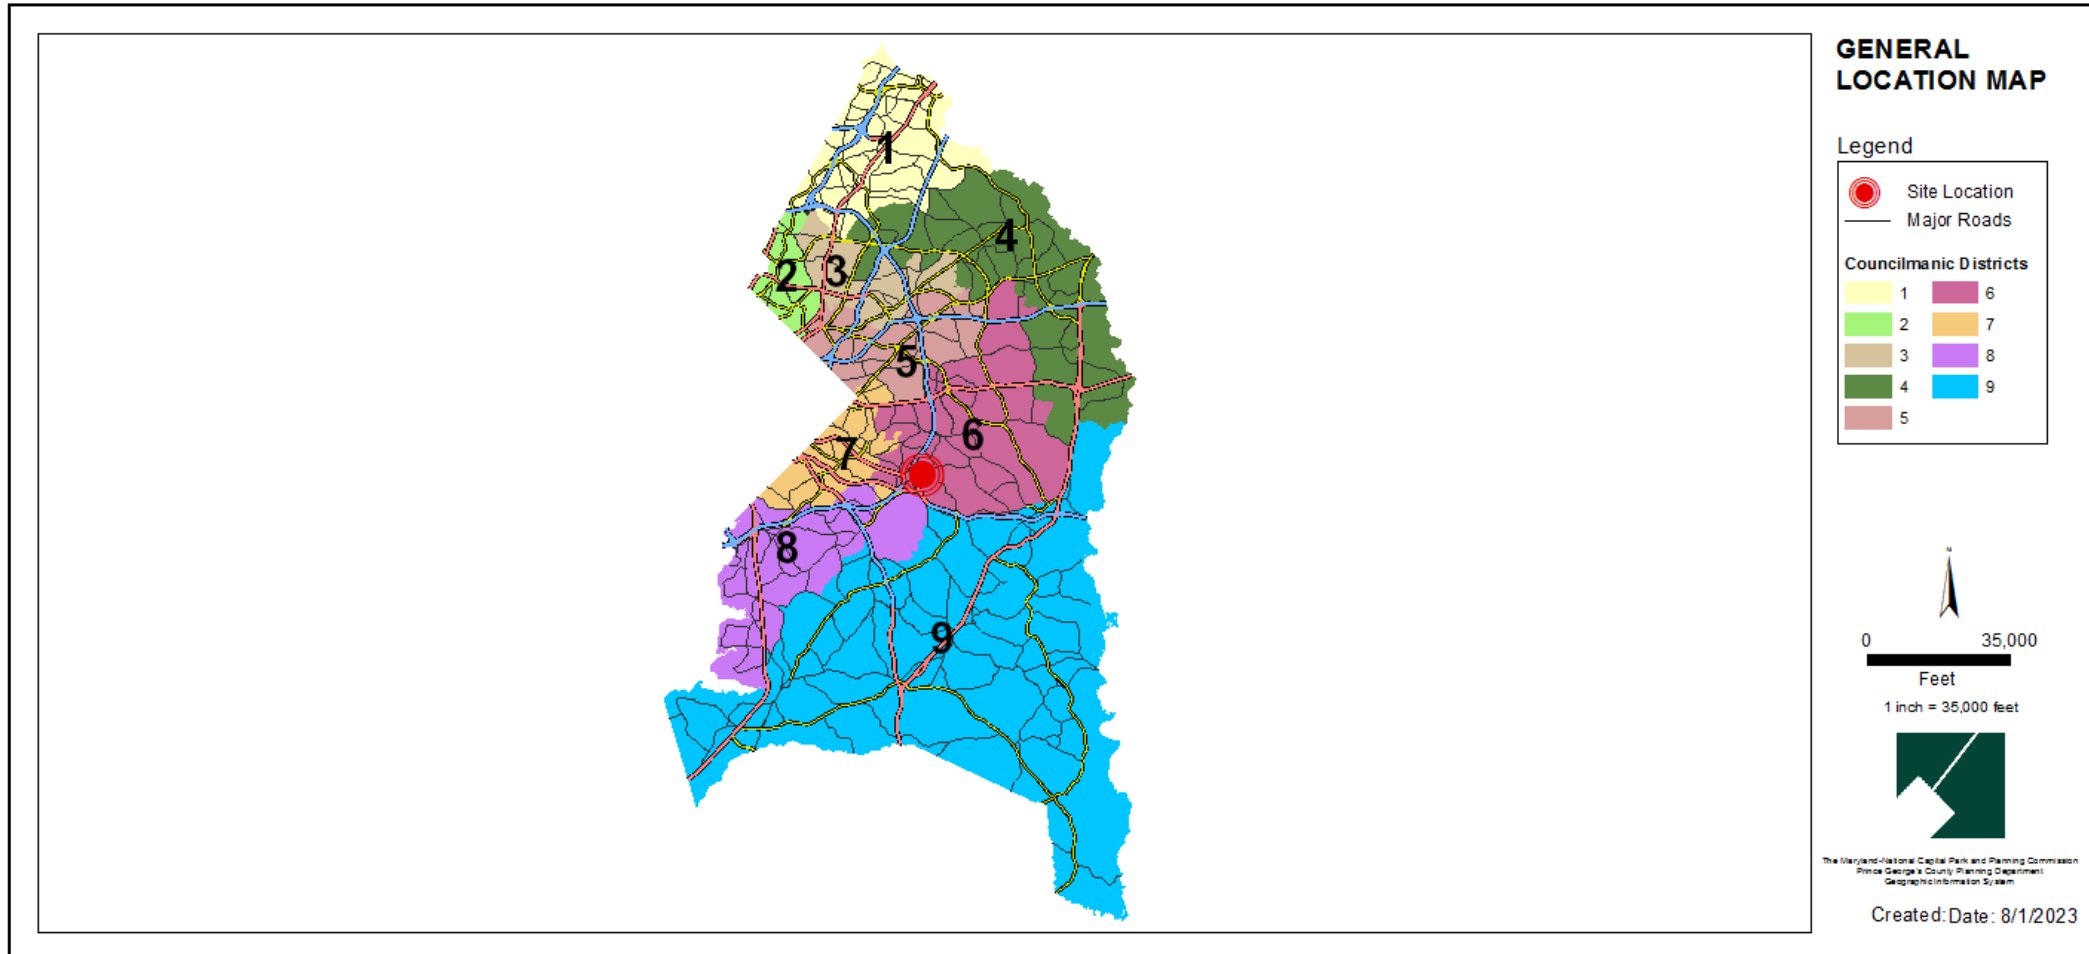 GENERAL
LOCATION MAP
Legend
Site Location
Major Roads
Councilmanic Districts
1 6
2 7
3 8
4 9
5
1
4
2
3
5
6
7
8
9
N
0 35,000
Feet
1 inch = 35,000 feet
The Maryland-National Capital Park and Planning Commission
Prince George's County Planning Department
Geographic Information System
Created: Date: 8/1/2023